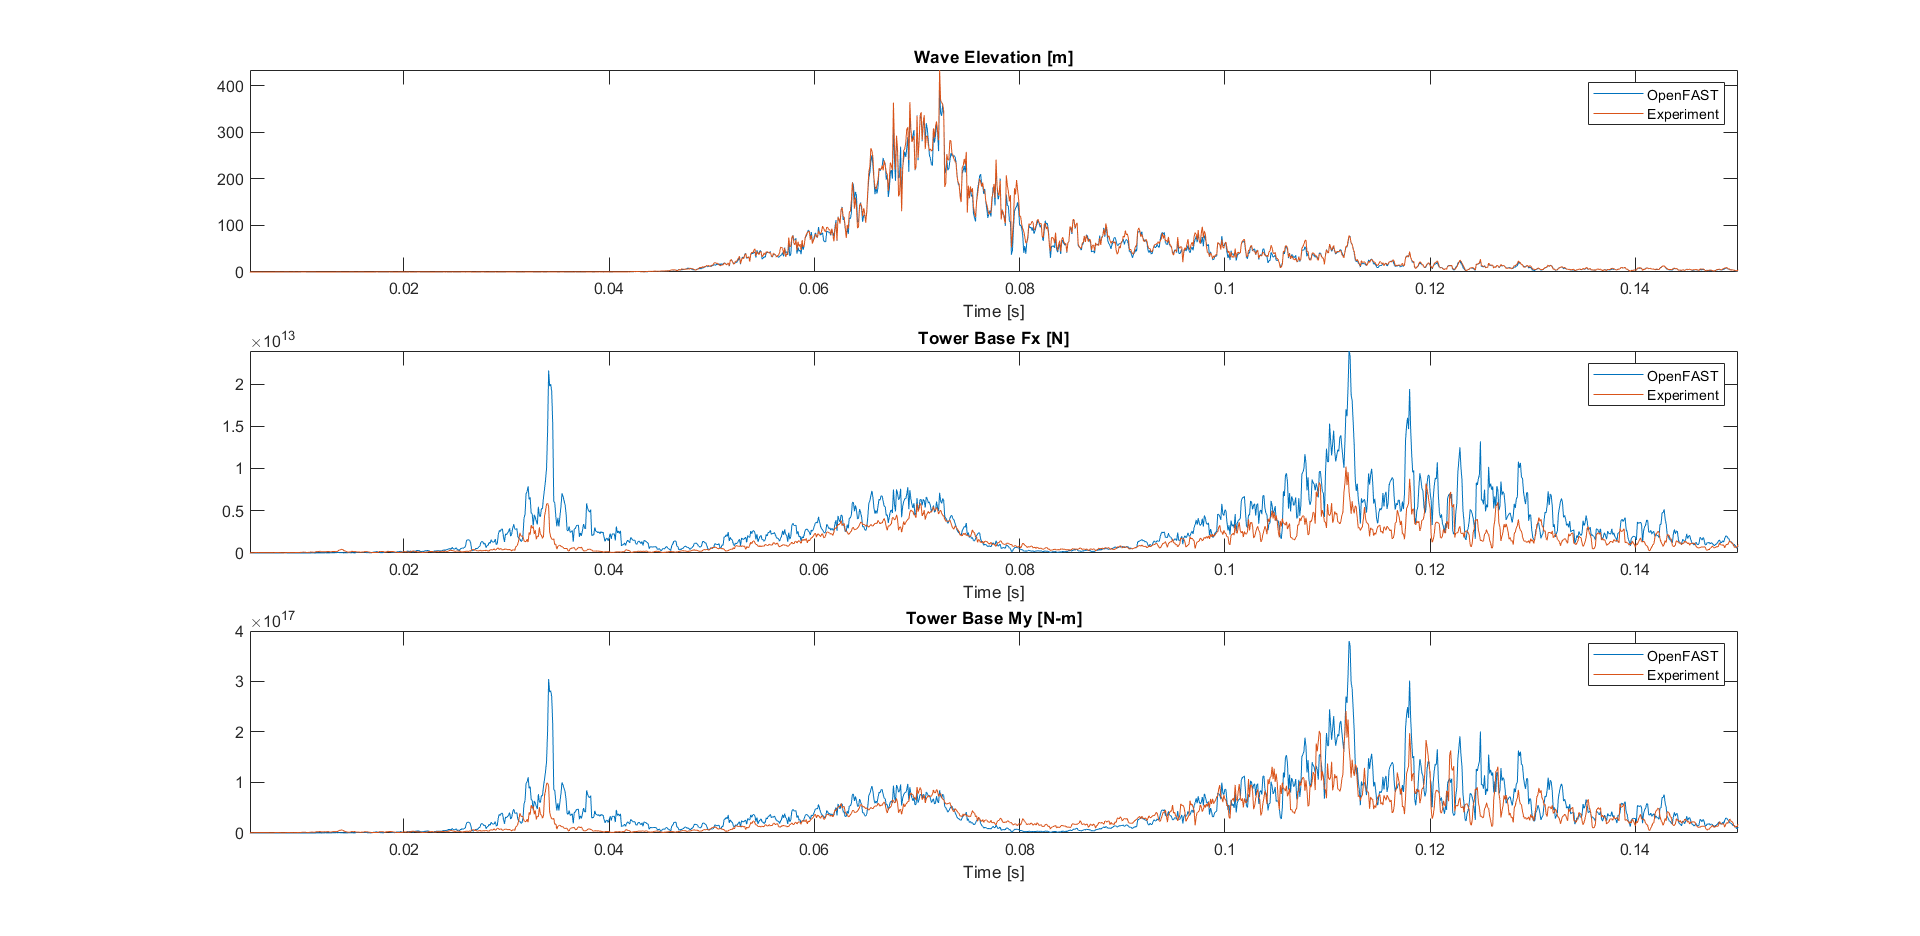 Wave Elevation [m]
400
300
200
100
0
OpenFAST
Experiment
0.02 0.04 0.06 0.08 0.1 0.12 0.14
Time [s]
×10^13
Tower Base Fx [N]
2
1.5
1
0.5
0
OpenFAST
Experiment
0.02 0.04 0.06 0.08 0.1 0.12 0.14
Time [s]
×10^17
Tower Base My [N-m]
4
3
2
1
0
OpenFAST
Experiment
0.02 0.04 0.06 0.08 0.1 0.12 0.14
Time [s]